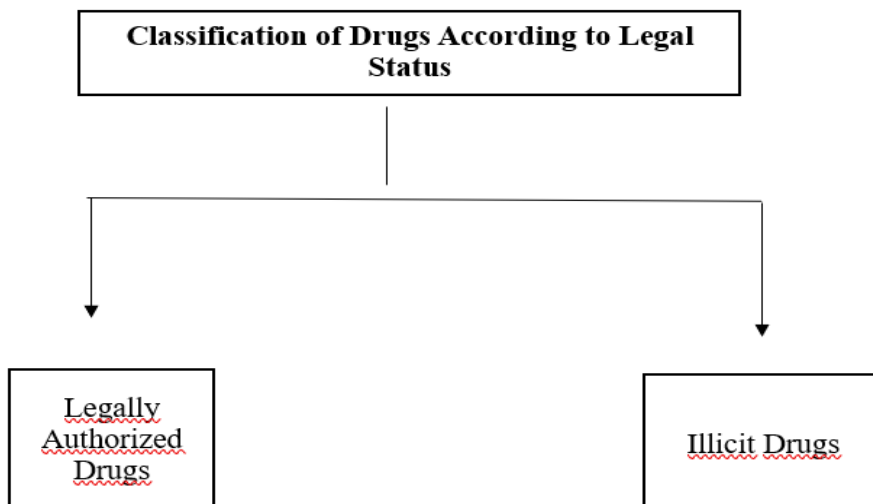 Classification of Drugs According to Legal
Status
Legally
Authorized
Drugs
Illicit Drugs